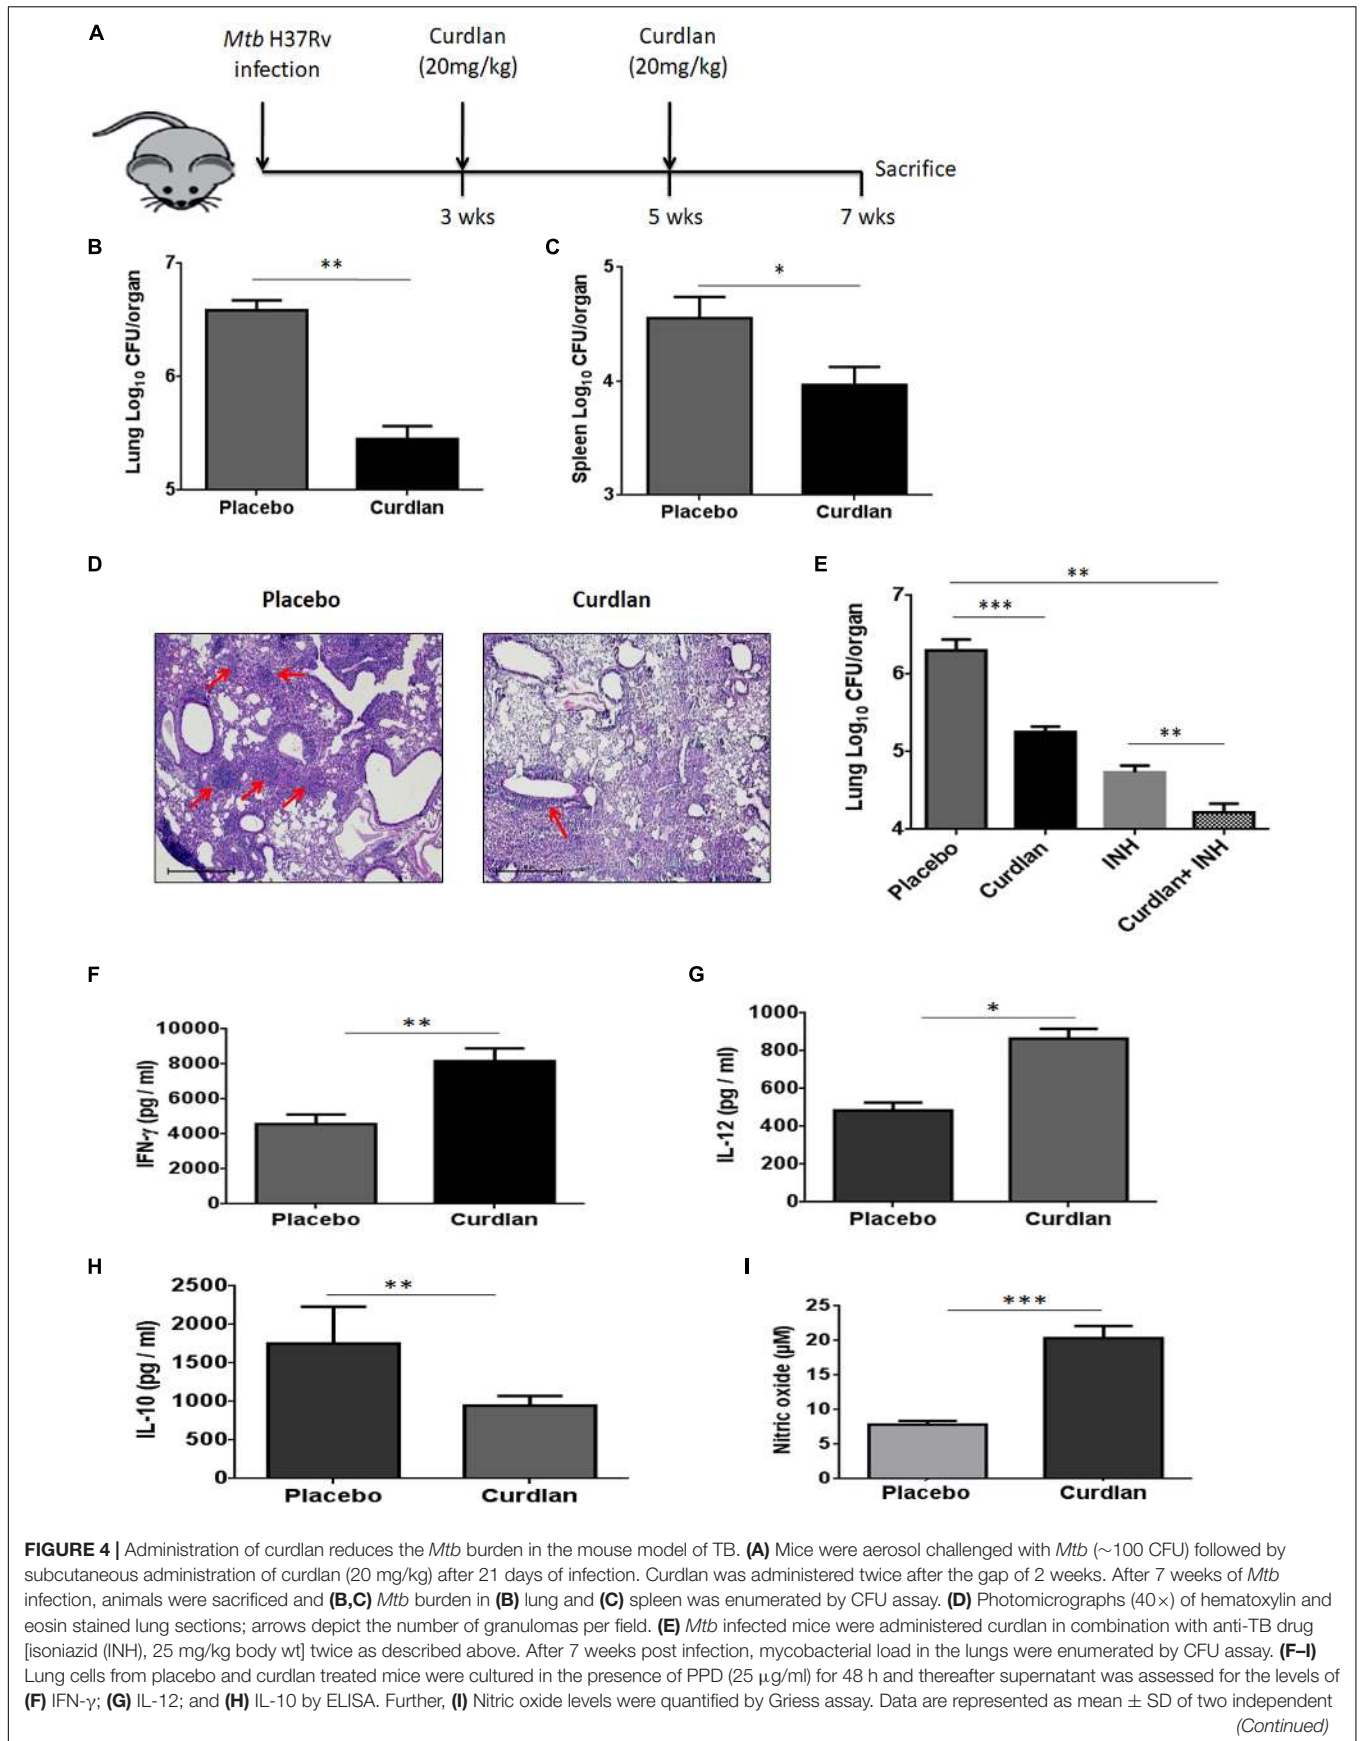 A
Mtb H37Rv
infection
Curdlan
(20mg/kg)
Curdlan
(20mg/kg)
Sacrifice
3 wks
5 wks
7 wks
B
**
7
6
5
Lung Log10 CFU/organ
Placebo
Curdlan
C
*
5
4
3
Spleen Log10 CFU/organ
Placebo
Curdlan
D
Placebo
Curdlan
E
**
***
**
7
6
5
4
Lung Log10 CFU/organ
Placebo
Curdlan
INH
Curdlan+ INH
F
**
10000
8000
6000
4000
2000
0
IFN-γ (pg / ml)
Placebo
Curdlan
G
*
1000
800
600
400
200
0
IL-12 (pg / ml)
Placebo
Curdlan
H
**
2500
2000
1500
1000
500
0
IL-10 (pg / ml)
Placebo
Curdlan
I
***
25
20
15
10
5
0
Nitric oxide (µM)
Placebo
Curdlan
FIGURE 4 | Administration of curdlan reduces the Mtb burden in the mouse model of TB. (A) Mice were aerosol challenged with Mtb (∼100 CFU) followed by
subcutaneous administration of curdlan (20 mg/kg) after 21 days of infection. Curdlan was administered twice after the gap of 2 weeks. After 7 weeks of Mtb
infection, animals were sacrificed and (B,C) Mtb burden in (B) lung and (C) spleen was enumerated by CFU assay. (D) Photomicrographs (40×) of hematoxylin and
eosin stained lung sections; arrows depict the number of granulomas per field. (E) Mtb infected mice were administered curdlan in combination with anti-TB drug
[isoniazid (INH), 25 mg/kg body wt] twice as described above. After 7 weeks post infection, mycobacterial load in the lungs were enumerated by CFU assay. (F–I)
Lung cells from placebo and curdlan treated mice were cultured in the presence of PPD (25 µg/ml) for 48 h and thereafter supernatant was assessed for the levels of
(F) IFN-γ; (G) IL-12; and (H) IL-10 by ELISA. Further, (I) Nitric oxide levels were quantified by Griess assay. Data are represented as mean ± SD of two independent
(Continued)